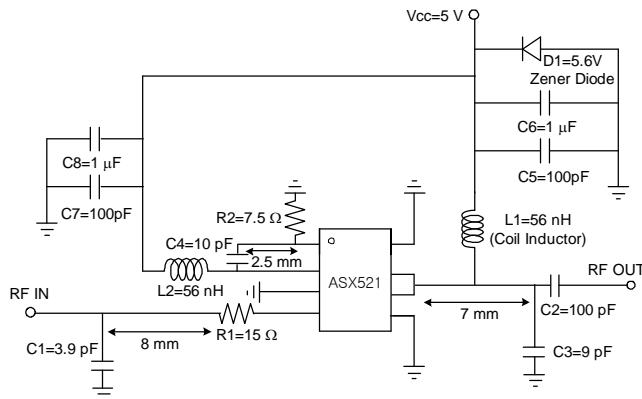 Vcc=5 V
D1=5.6V
Zener Diode
C6=1 μF
C5=100pF
C8=1 μF
C7=100pF
R2=7.5 Ω
C4=10 pF
2.5 mm
L1=56 nH
(Coil Inductor)
ASX521
L2=56 nH
RF OUT
RF IN
7 mm
C2=100 pF
R1=15 Ω
8 mm
C1=3.9 pF
C3=9 pF